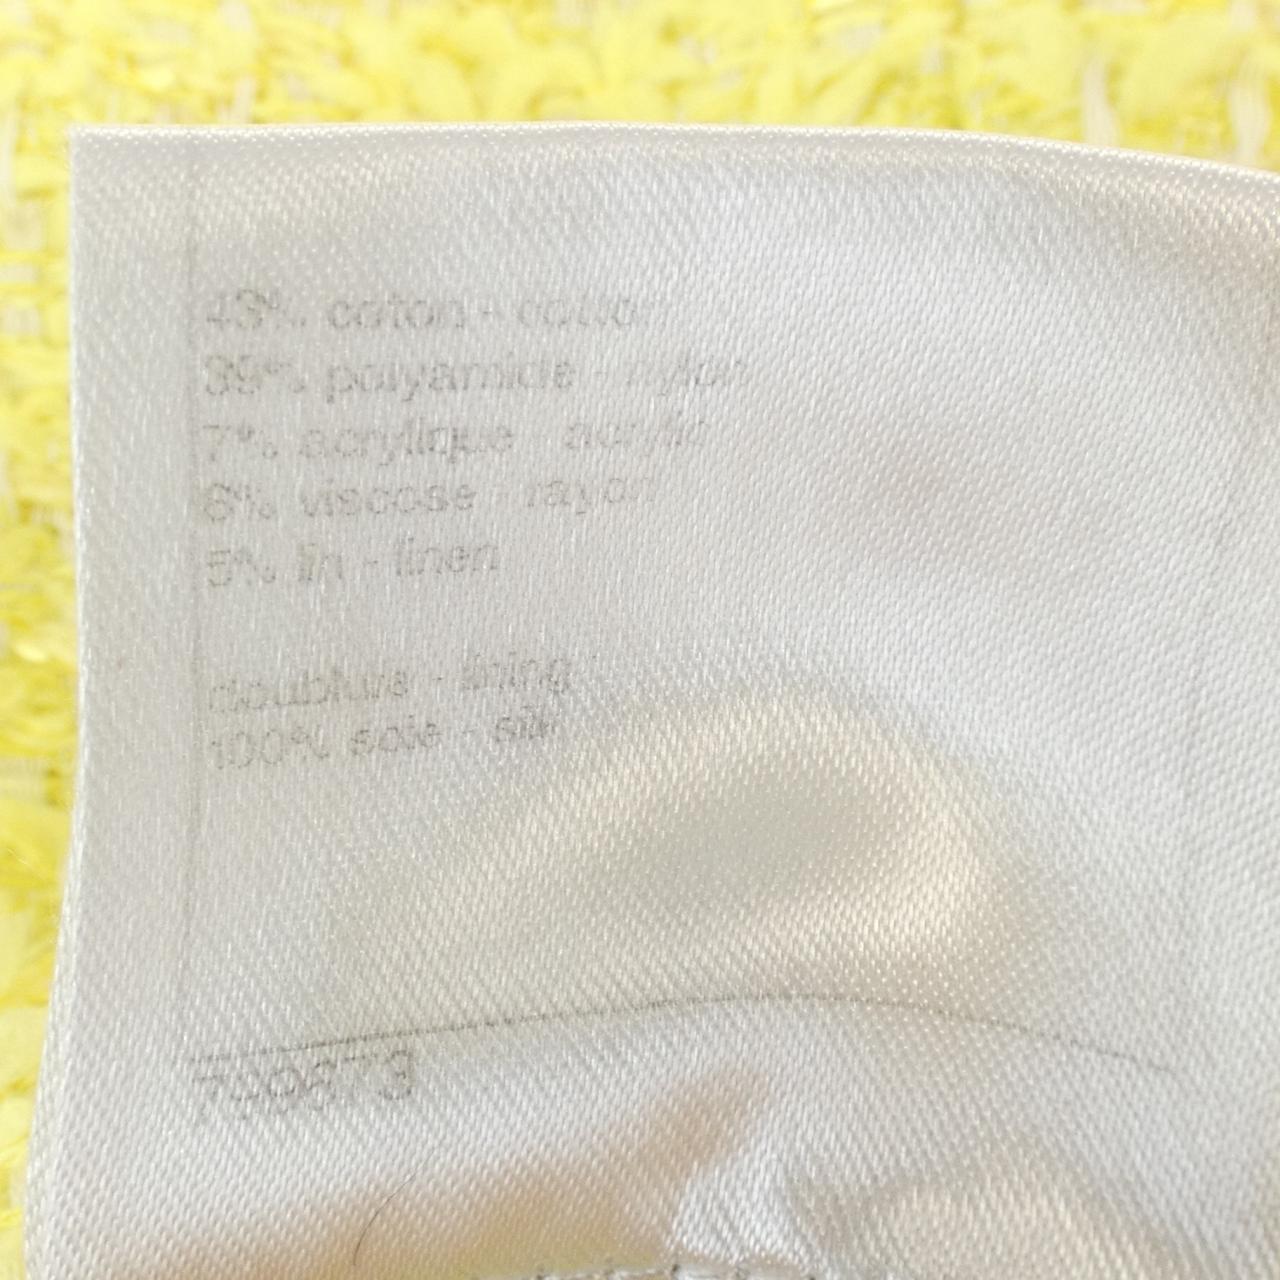 43% coton - cotton
39% polyamide - nylon
7% acrylique - acrylic
6% viscose - rayon
5% lin - linen
doublure - lining
100% soie - silk